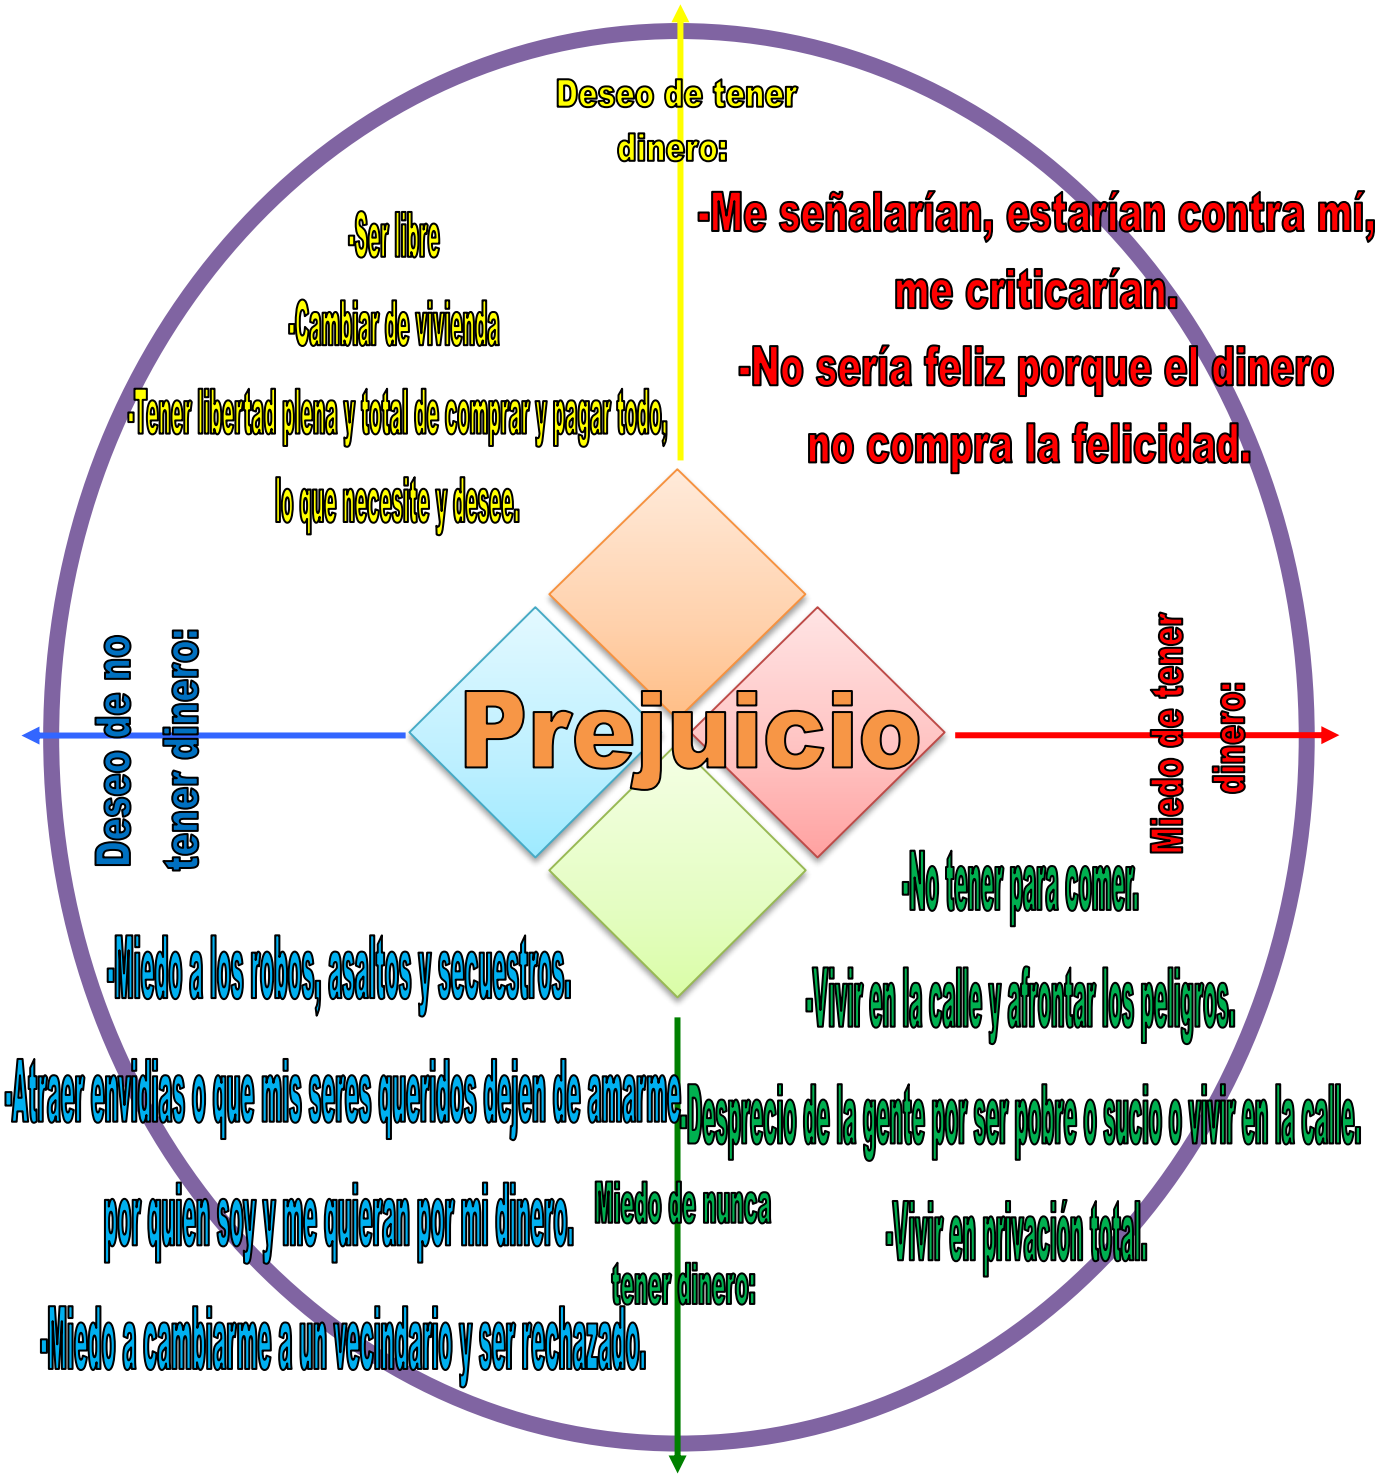 Deseo de tener
dinero:
-Ser libre
-Cambiar de vivienda
-Tener libertad plena y total de comprar y pagar todo,
lo que necesite y desee.
-Me señalarían, estarían contra mí,
me criticarían.
-No sería feliz porque el dinero
no compra la felicidad.
Deseo de no
tener dinero:
Prejuicio
Miedo de tener
dinero:
-Miedo a los robos, asaltos y secuestros.
-Atraer envidias o que mis seres queridos dejen de amarme
por quien soy y me quieran por mi dinero.
-Miedo a cambiarme a un vecindario y ser rechazado.
-No tener para comer.
-Vivir en la calle y afrontar los peligros.
-Desprecio de la gente por ser pobre o sucio o vivir en la calle.
-Vivir en privación total.
Miedo de nunca
tener dinero: